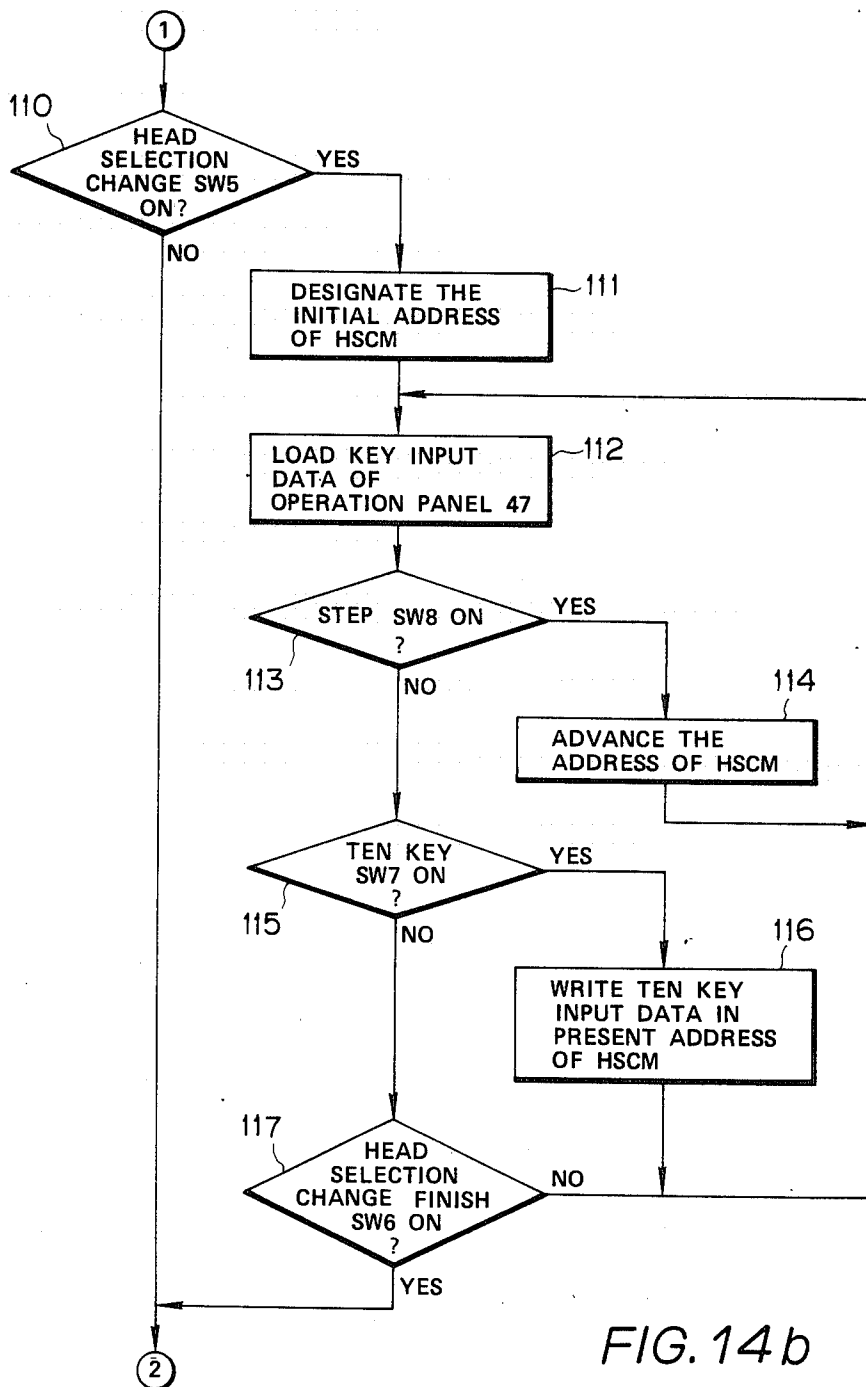 1
110
HEAD
SELECTION
CHANGE SW5
ON?
YES
NO
DESIGNATE THE
INITIAL ADDRESS
OF HSCM
111
LOAD KEY INPUT
DATA OF
OPERATION PANEL 47
112
STEP SW8 ON
?
YES
113
NO
114
ADVANCE THE
ADDRESS OF HSCM
TEN KEY
SW7 ON
?
YES
115
NO
116
WRITE TEN KEY
INPUT DATA IN
PRESENT ADDRESS
OF HSCM
117
HEAD
SELECTION
CHANGE FINISH
SW6 ON
?
NO
YES
2
FIG. 14b